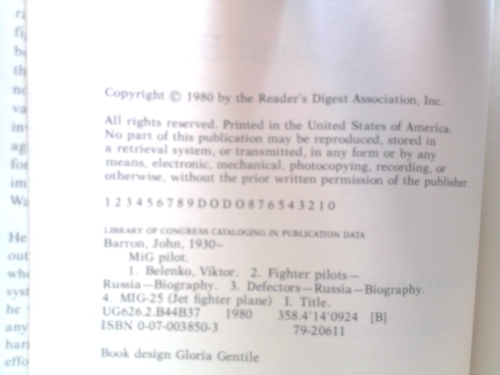 Copyright © 1980 by the Reader's Digest Association, Inc.
All rights reserved. Printed in the United States of America.
No part of this publication may be reproduced, stored in
a retrieval system, or transmitted, in any form or by any
means, electronic, mechanical, photocopying, recording, or
otherwise, without the prior written permission of the publisher.
1 2 3 4 5 6 7 8 9 D O D O 8 7 6 5 4 3 2 1 0
LIBRARY OF CONGRESS CATALOGING IN PUBLICATION DATA
Barron, John, 1930–
MiG pilot.
1. Belenko, Viktor. 2. Fighter pilots—
Russia—Biography. 3. Defectors—Russia—Biography.
4. MIG-25 (Jet fighter plane) I. Title.
UG626.2.B44B37 1980 358.4'14'0924 [B]
ISBN 0-07-003850-3 79-20611
Book design Gloria Gentile